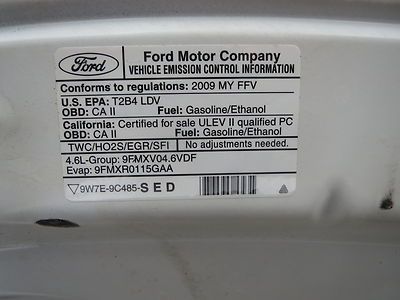 Ford
Ford Motor Company
VEHICLE EMISSION CONTROL INFORMATION
Conforms to regulations: 2009 MY FFV
U.S. EPA: T2B4 LDV
OBD: CA II Fuel: Gasoline/Ethanol
California: Certified for sale ULEV II qualified PC
OBD: CA II Fuel: Gasoline/Ethanol
TWC/HO2S/EGR/SFI No adjustments needed.
4.6L-Group: 9FMXV04.6VDF
Evap: 9FMXR0115GAA
9W7E-9C485-SED